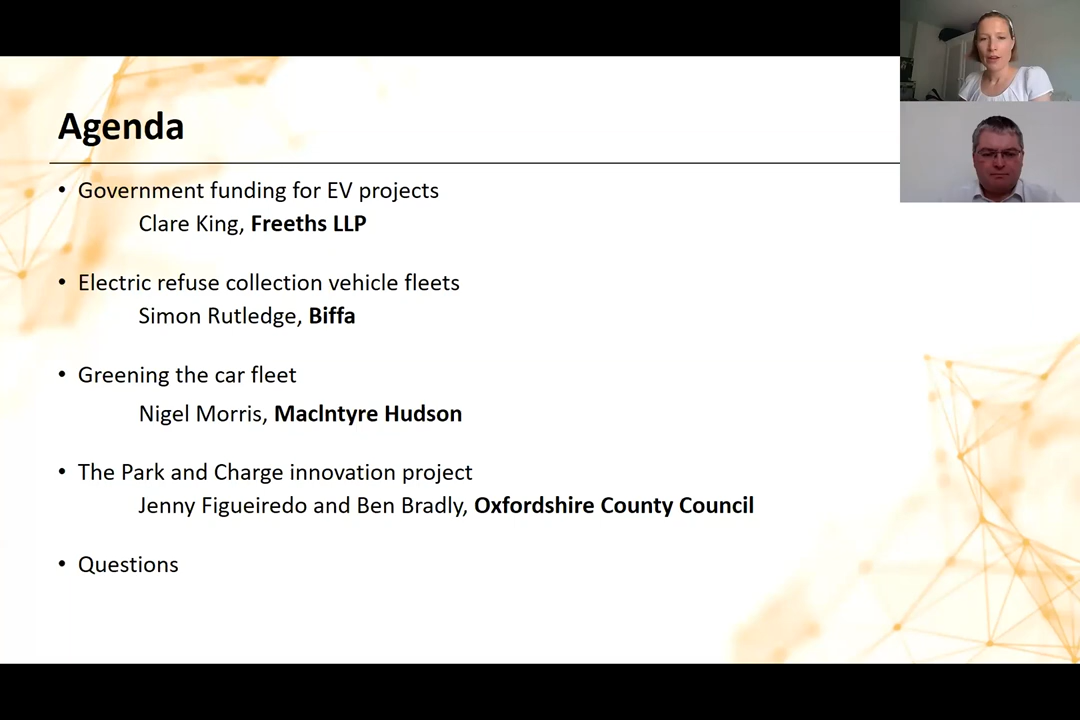 Agenda
• Government funding for EV projects
Clare King, Freeths LLP
• Electric refuse collection vehicle fleets
Simon Rutledge, Biffa
• Greening the car fleet
Nigel Morris, MacIntyre Hudson
• The Park and Charge innovation project
Jenny Figueiredo and Ben Bradly, Oxfordshire County Council
• Questions